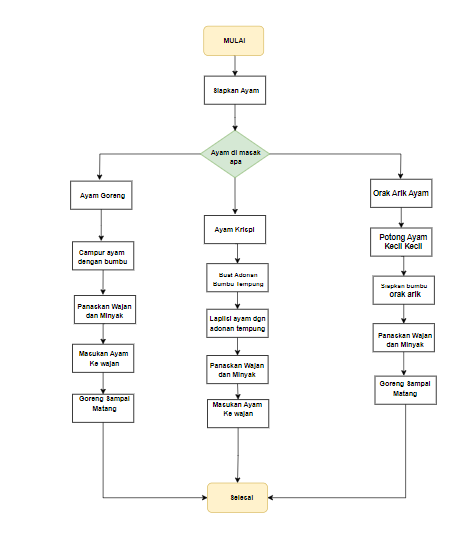 MULAI
Siapkan Ayam
Ayam di masak
apa
Ayam Goreng
Campur ayam
dengan bumbu
Panaskan Wajan
dan Minyak
Masukan Ayam
Ke wajan
Goreng Sampai
Matang
Ayam Krispi
Buat Adonan
Bumbu Tempung
Lapiisi ayam dgn
adonan tempung
Panaskan Wajan
dan Minyak
Masukan Ayam
Ke wajan
Orak Arik Ayam
Potong Ayam
Kecil Kecil
Siapkan bumbu
orak arik
Panaskan Wajan
dan Minyak
Goreng Sampai
Matang
Selesai